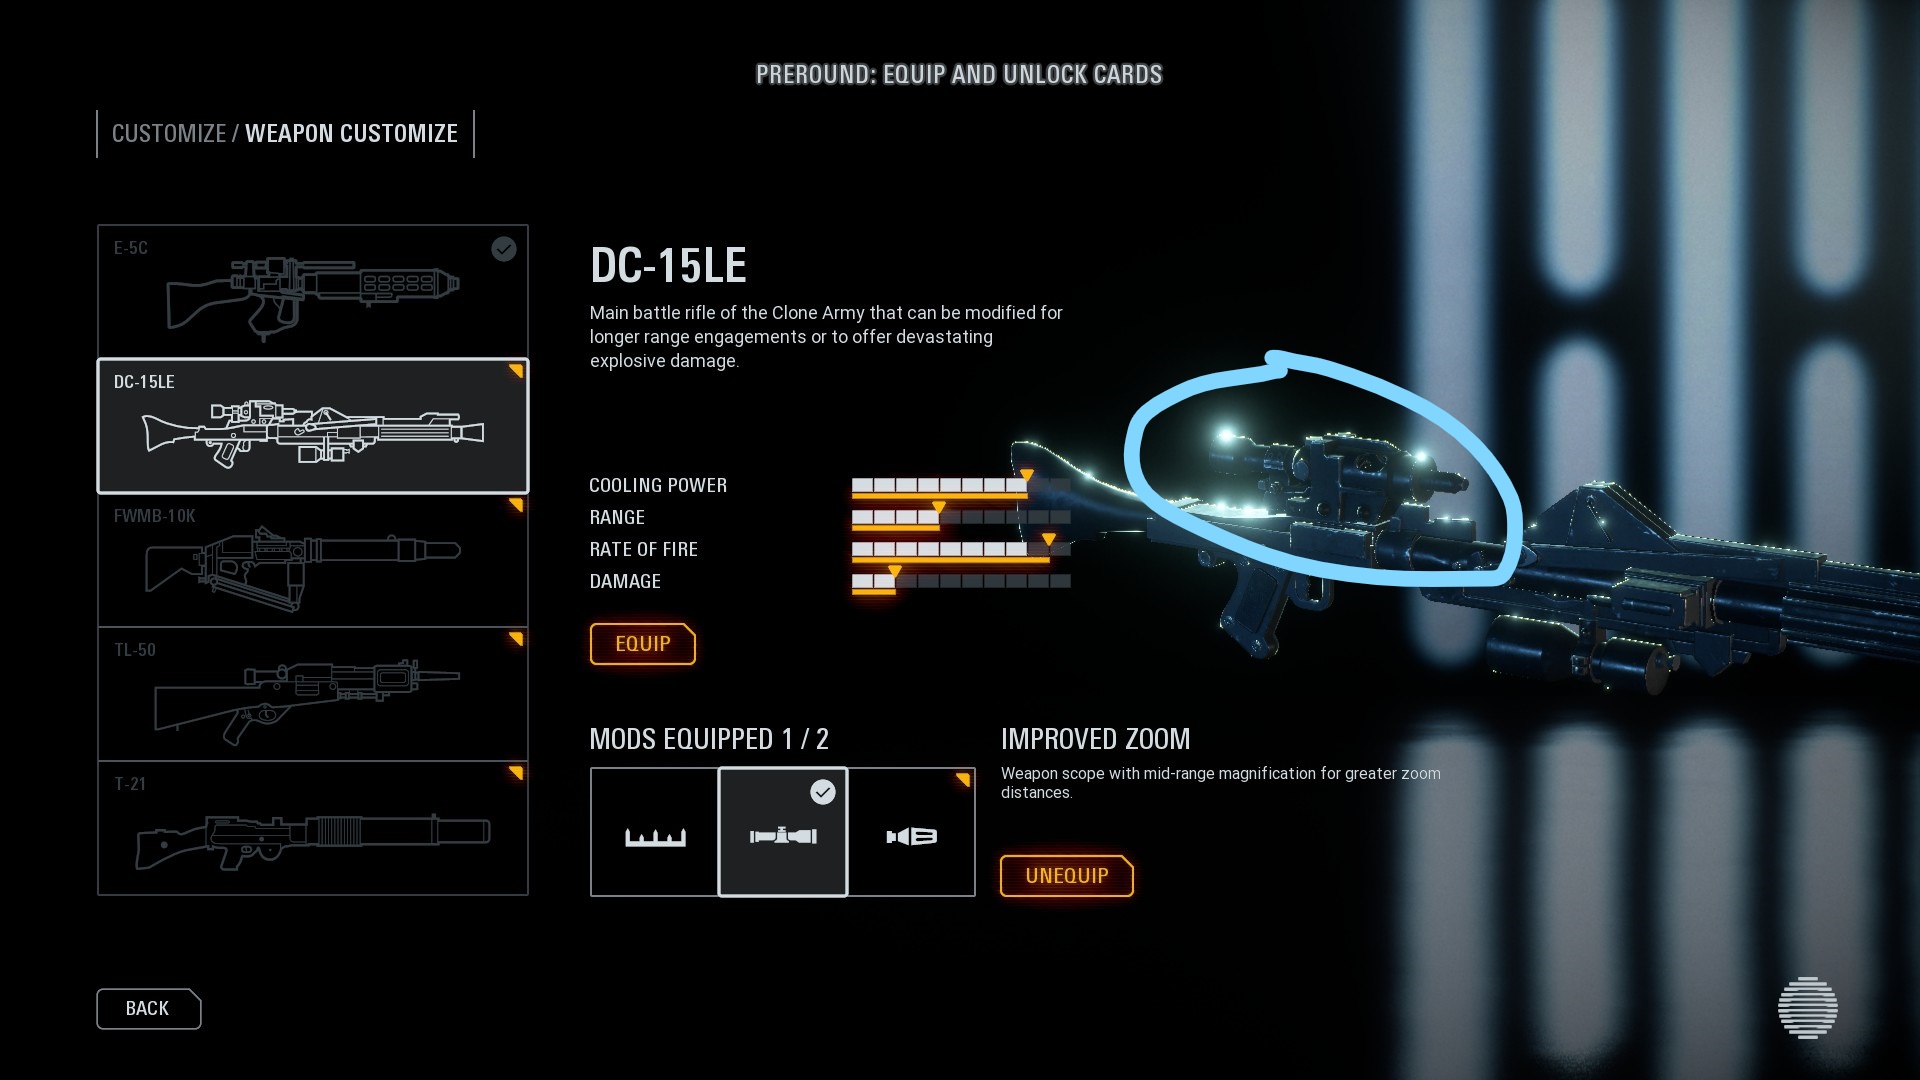 PREROUND: EQUIP AND UNLOCK CARDS
CUSTOMIZE / WEAPON CUSTOMIZE
E-5C
DC-15LE
FWMB-10K
TL-50
T-21
DC-15LE
Main battle rifle of the Clone Army that can be modified for
longer range engagements or to offer devastating
explosive damage.
COOLING POWER
RANGE
RATE OF FIRE
DAMAGE
EQUIP
MODS EQUIPPED 1 / 2
IMPROVED ZOOM
Weapon scope with mid-range magnification for greater zoom
distances.
UNEQUIP
BACK